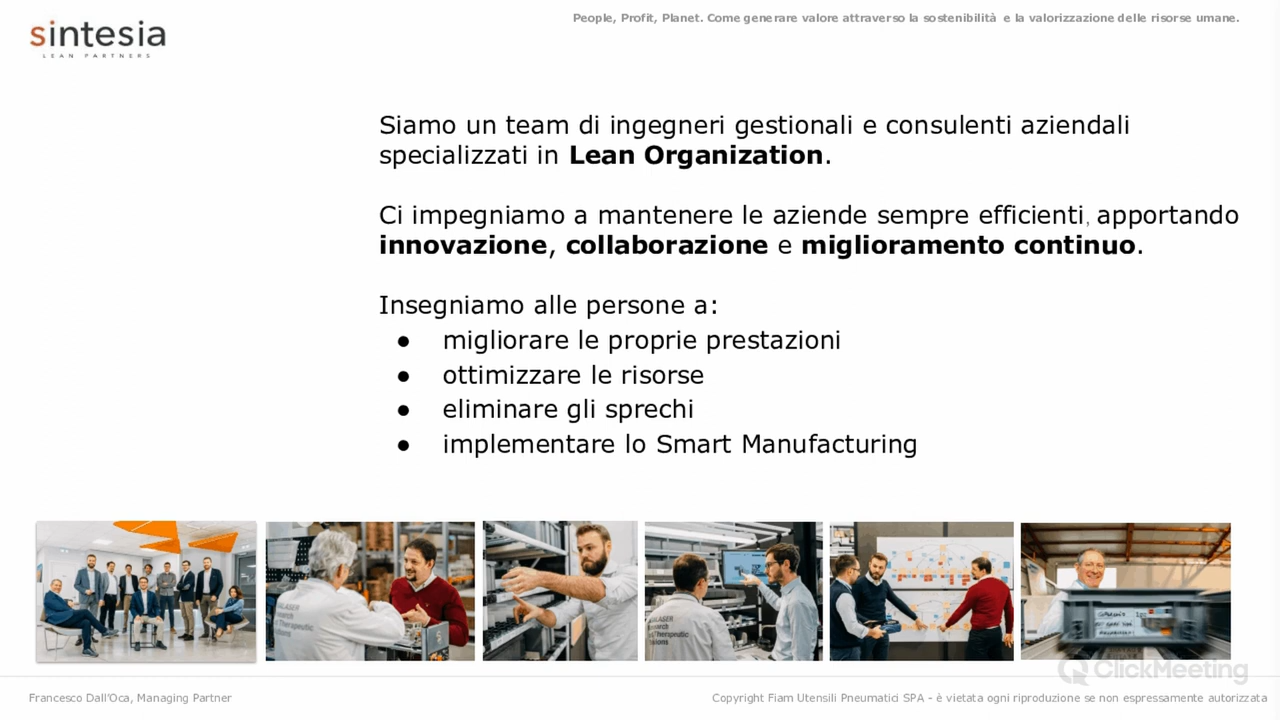 sintesia
LEAN PARTNERS
People, Profit, Planet. Come generare valore attraverso la sostenibilità e la valorizzazione delle risorse umane.
Siamo un team di ingegneri gestionali e consulenti aziendali
specializzati in Lean Organization.
Ci impegniamo a mantenere le aziende sempre efficienti, apportando
innovazione, collaborazione e miglioramento continuo.
Insegniamo alle persone a:
● migliorare le proprie prestazioni
● ottimizzare le risorse
● eliminare gli sprechi
● implementare lo Smart Manufacturing
ClickMeeting
Francesco Dall'Oca, Managing Partner
Copyright Fiam Utensili Pneumatici SPA - è vietata ogni riproduzione se non espressamente autorizzata